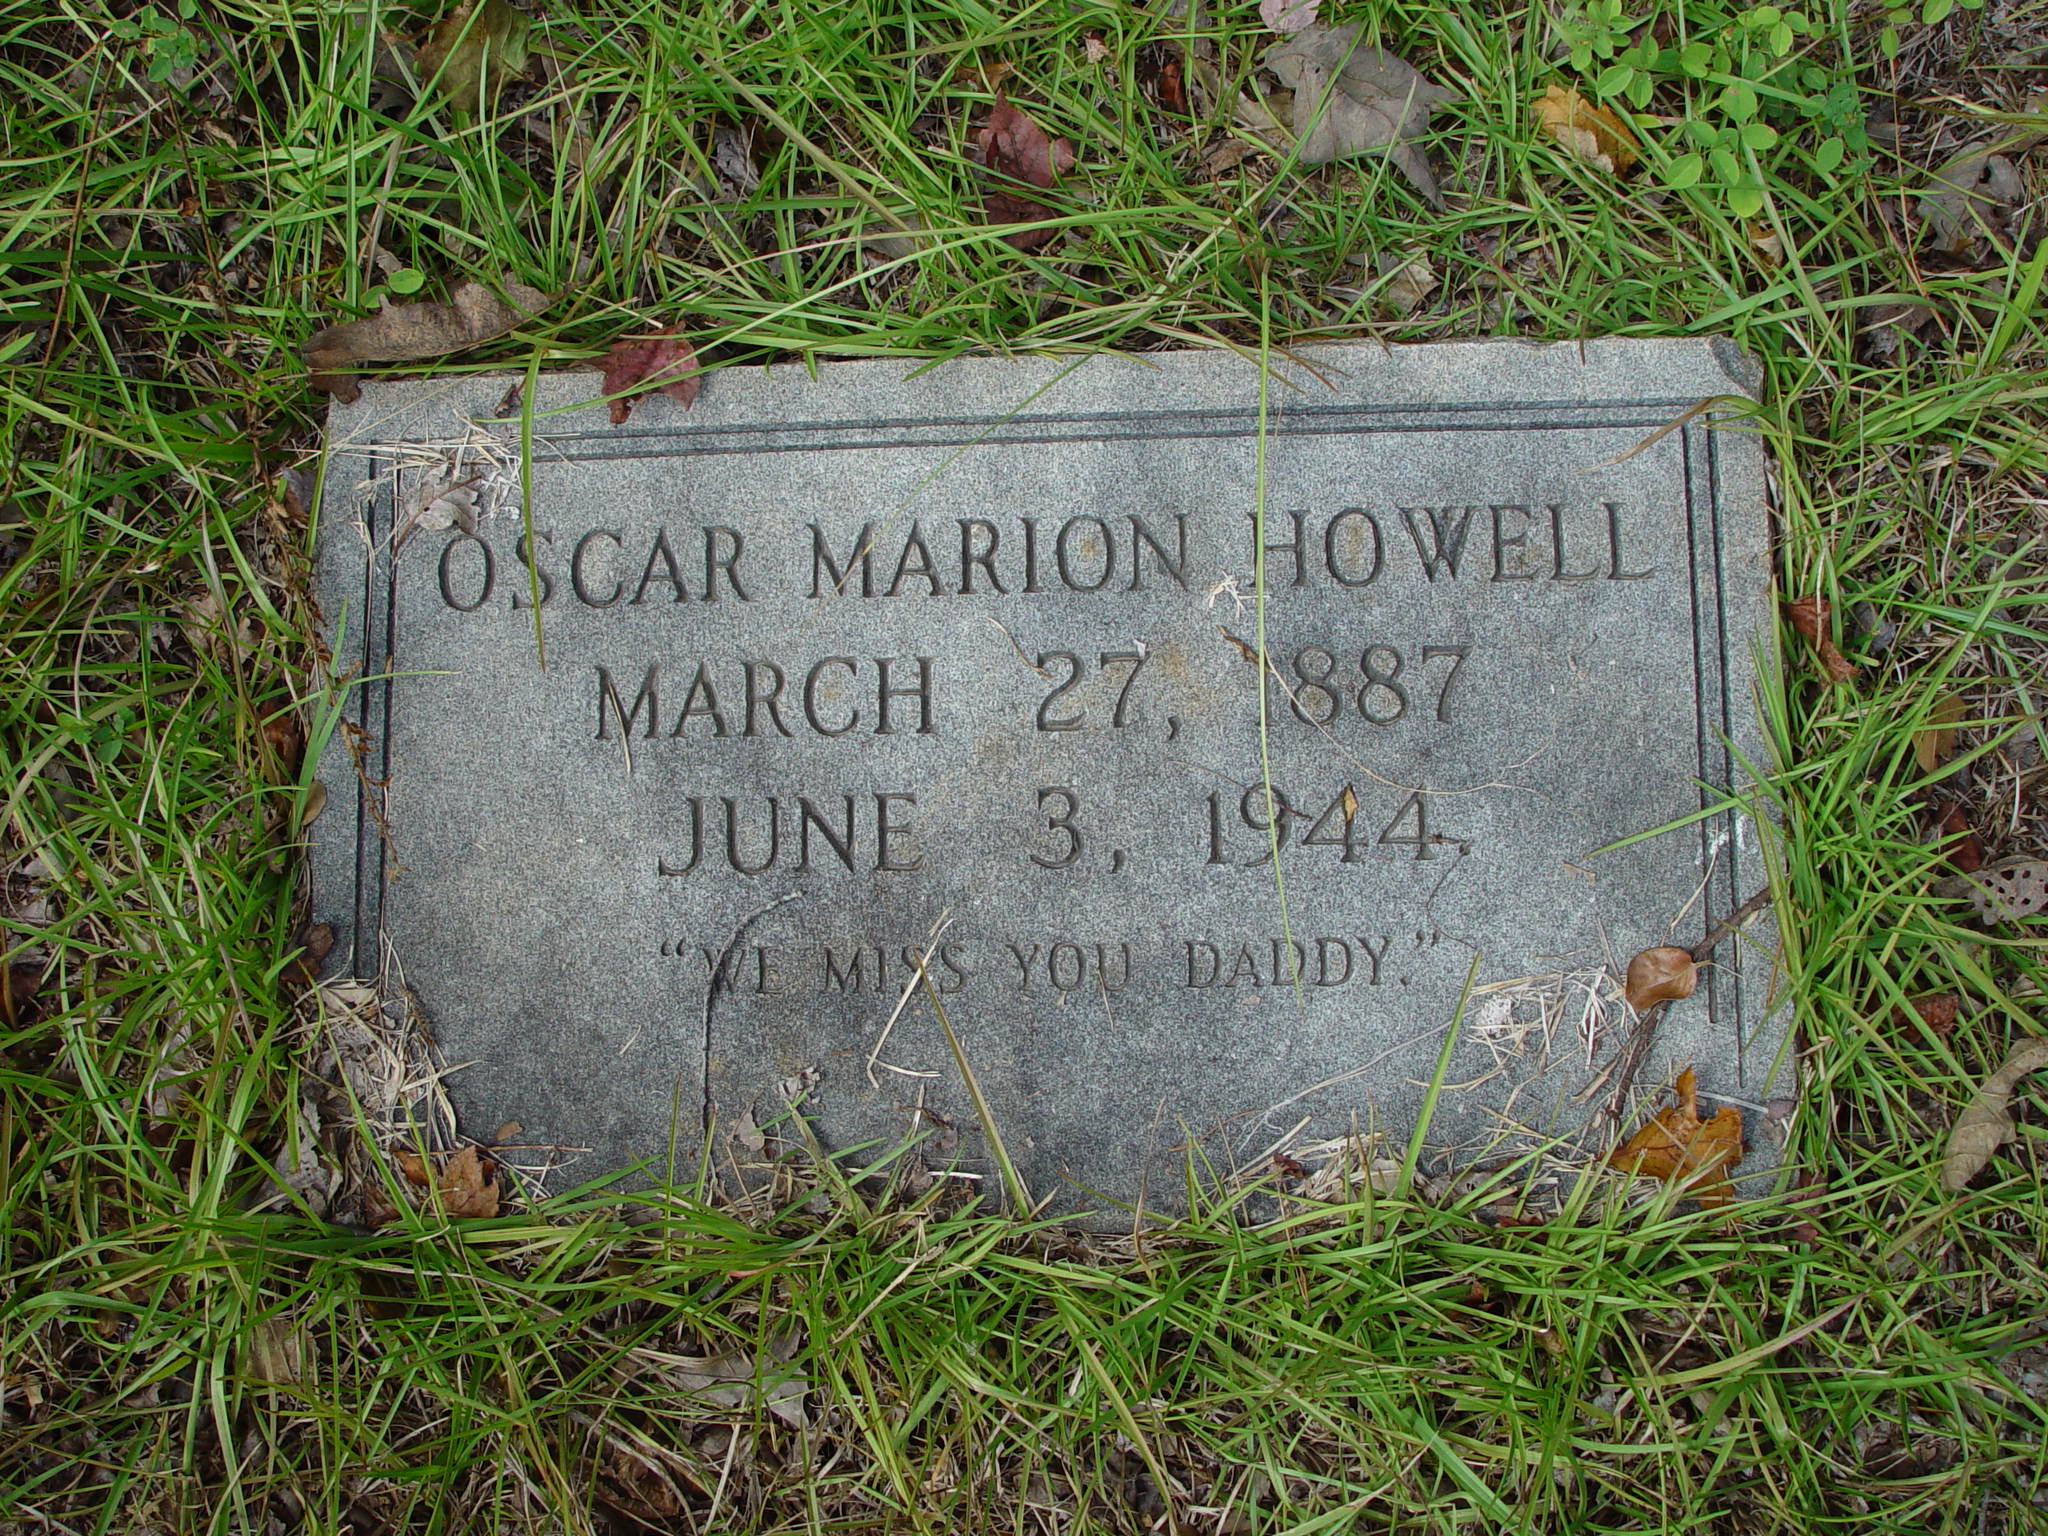 OSCAR MARION HOWELL
MARCH 27, 1887
JUNE 3, 1944
"WE MISS YOU DADDY."